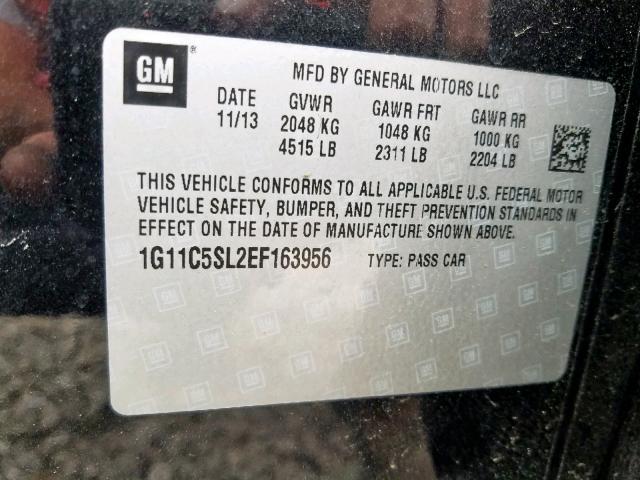 GM
MFD BY GENERAL MOTORS LLC
DATE GVWR GAWR FRT GAWR RR
11/13 2048 KG 1048 KG 1000 KG
4515 LB 2311 LB 2204 LB
THIS VEHICLE CONFORMS TO ALL APPLICABLE U.S. FEDERAL MOTOR
VEHICLE SAFETY, BUMPER, AND THEFT PREVENTION STANDARDS IN
EFFECT ON THE DATE OF MANUFACTURE SHOWN ABOVE.
1G11C5SL2EF163956 TYPE: PASS CAR